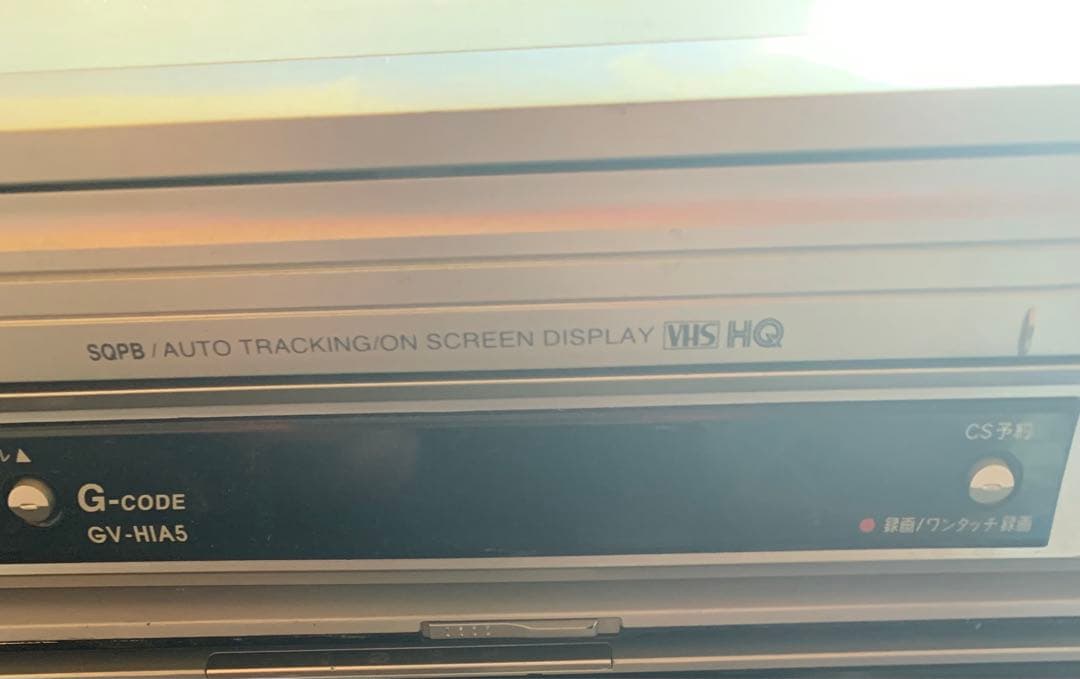 SQPB / AUTO TRACKING/ON SCREEN DISPLAY VHS HQ
CS予約
ル▲
G-CODE
GV-HIA5
● 録画/ワンタッチ録画